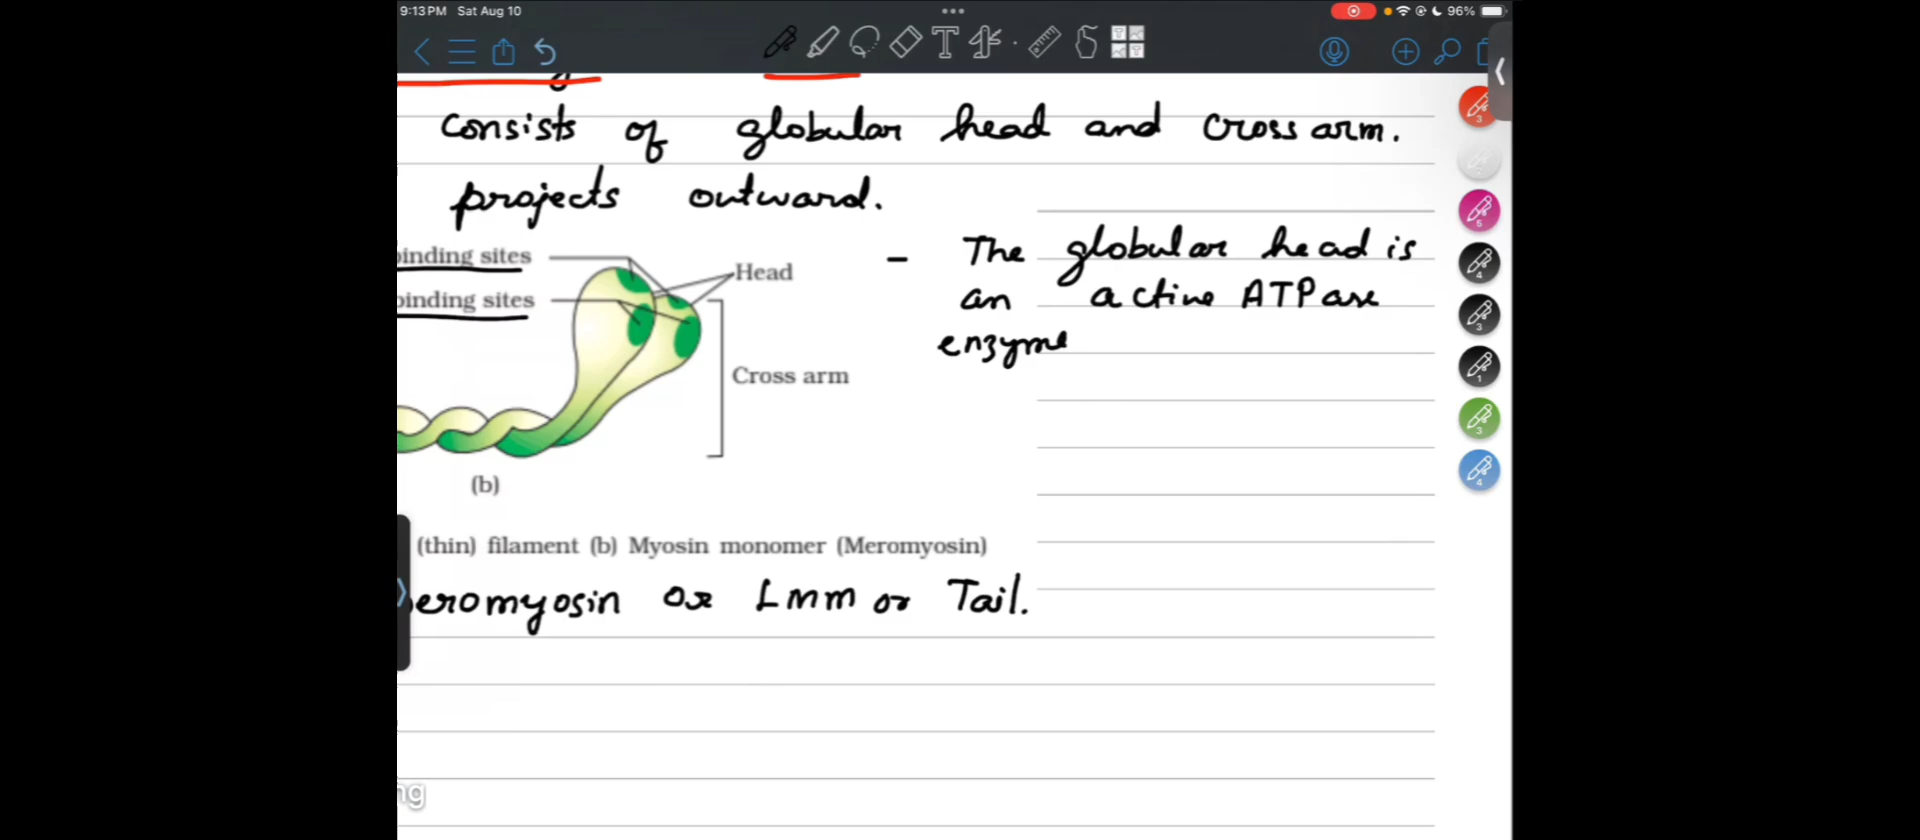 9:13 PM Sat Aug 10
96%
consists of globular head and cross arm.
projects outward.
binding sites
Head
- The globular head is
an active ATPase
enzyme
binding sites
Cross arm
(b)
(thin) filament (b) Myosin monomer (Meromyosin)
eromyosin or LMM or Tail.
ng